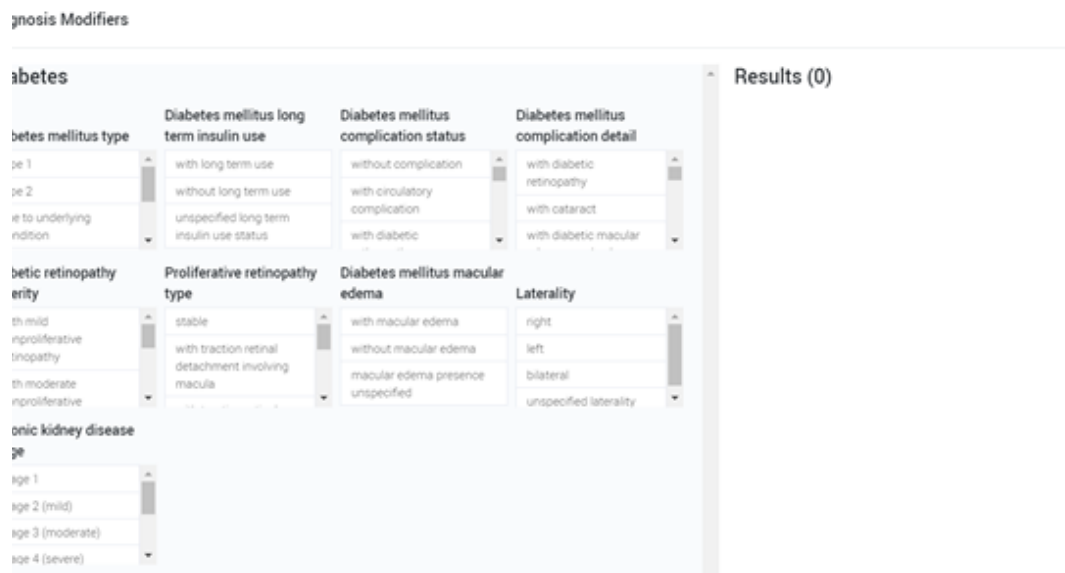 gnosis Modifiers
abetes
Results (0)
betes mellitus type
Diabetes mellitus long
term insulin use
Diabetes mellitus
complication status
Diabetes mellitus
complication detail
pe 1
pe 2
e to underlying
ndition
with long term use
without long term use
unspecified long term
insulin use status
without complication
with circulatory
complication
with diabetic
with diabetic
retinopathy
with cataract
with diabetic macular
betic retinopathy
erity
Proliferative retinopathy
type
Diabetes mellitus macular
edema
Laterality
th mild
nproliferative
tinopathy
th moderate
nproliferative
stable
with traction retinal
detachment involving
macula
with macular edema
without macular edema
macular edema presence
unspecified
right
left
bilateral
unspecified laterality
onic kidney disease
ge
age 1
age 2 (mild)
age 3 (moderate)
age 4 (severe)